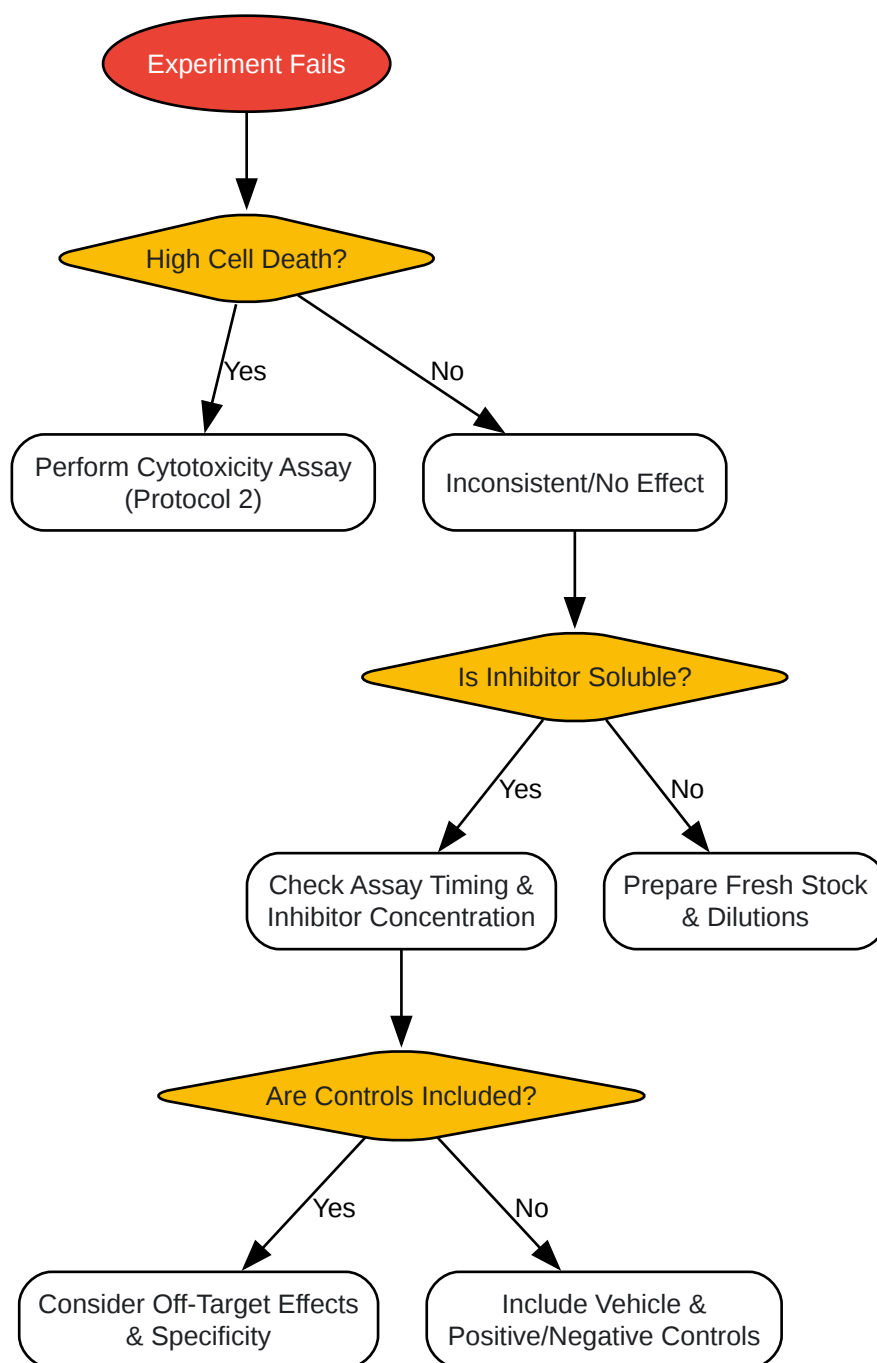 Experiment Fails
High Cell Death?
Yes
No
Perform Cytotoxicity Assay
(Protocol 2)
Inconsistent/No Effect
Is Inhibitor Soluble?
Yes
No
Check Assay Timing &
Inhibitor Concentration
Prepare Fresh Stock
& Dilutions
Are Controls Included?
Yes
No
Consider Off-Target Effects
& Specificity
Include Vehicle &
Positive/Negative Controls